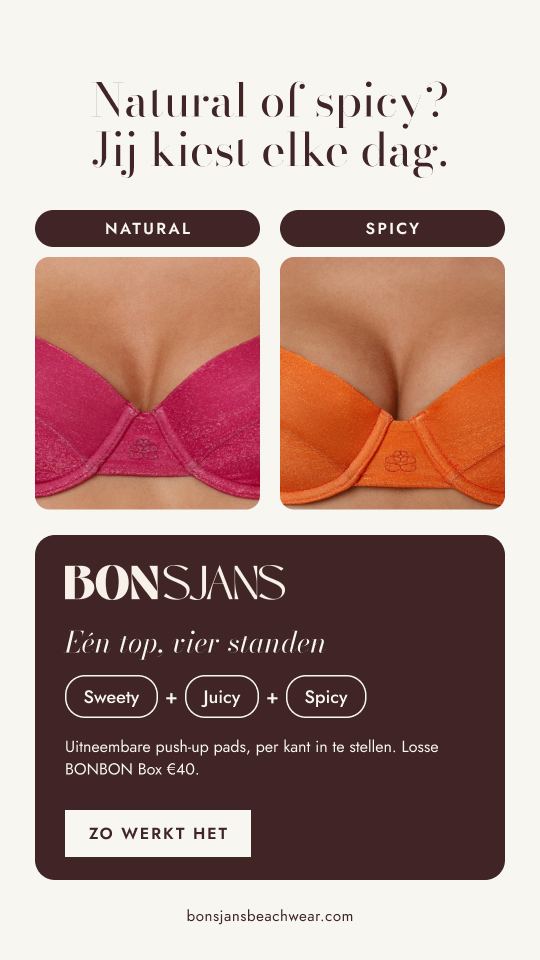 Natural of spicy?
Jij kiest elke dag.
NATURAL
SPICY
BONSJANS
Eén top, vier standen
Sweety + Juicy + Spicy
Uitneembare push-up pads, per kant in te stellen. Losse
BONBON Box €40.
ZO WERKT HET
bonsjansbeachwear.com